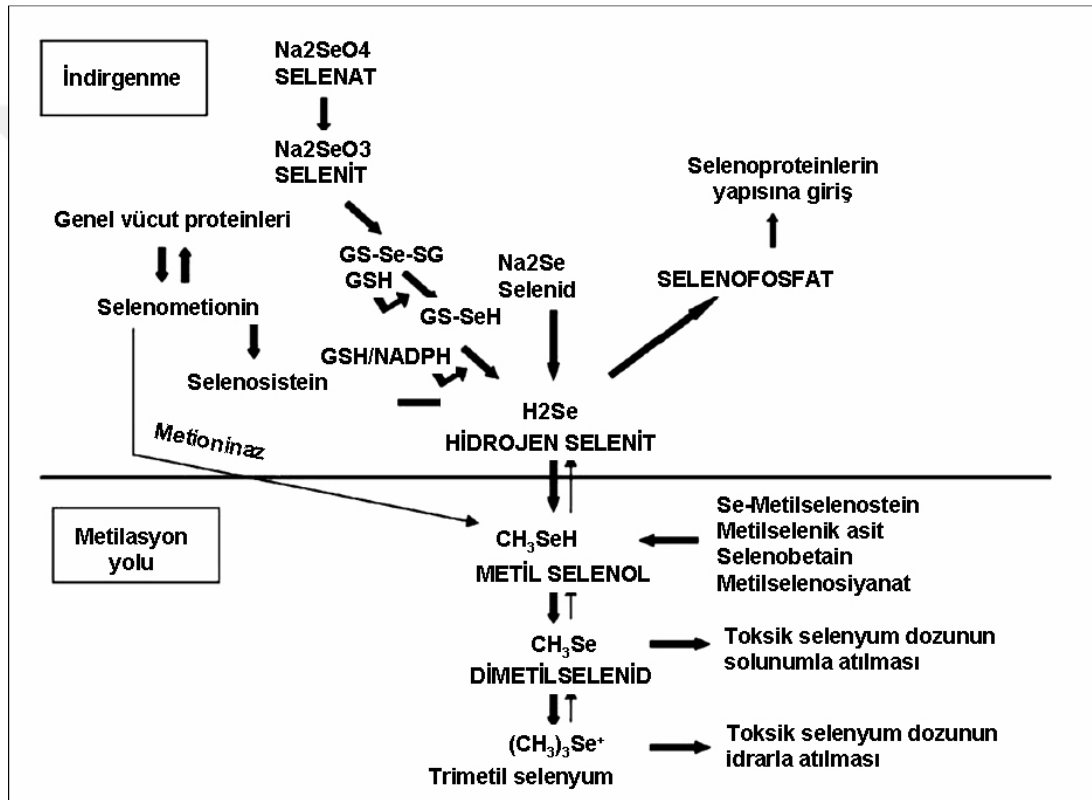 İndirgenme
Na2SeO4
SELENAT
Na2SeO3
SELENİT
Genel vücut proteinleri
Selenometionin
Selenosistein
Metioninaz
GS-Se-SG
GSH
GS-SeH
GSH/NADPH
Na2Se
Selenid
H2Se
HİDROJEN SELENİT
SELENOFOSFAT
Selenoproteinlerin
yapısına giriş
Metilasyon
yolu
CH₃SeH
METİL SELENOL
Se-Metilselenostein
Metilselenik asit
Selenobetain
Metilselenosiyanat
CH₃Se
DİMETİLSELENİD
Toksik selenyum dozunun
solunumla atılması
(CH₃)₃Se⁺
Trimetil selenyum
Toksik selenyum dozunun
idrarla atılması